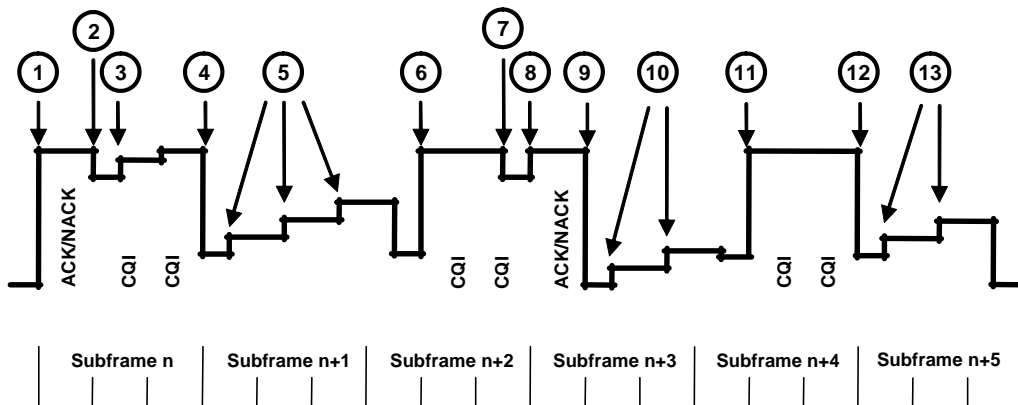 2
7
1
3
4
5
6
8
9
10
11
12
13
ACK/NACK
CQI
CQI
CQI
CQI
ACK/NACK
CQI
CQI
Subframe n
Subframe n+1
Subframe n+2
Subframe n+3
Subframe n+4
Subframe n+5